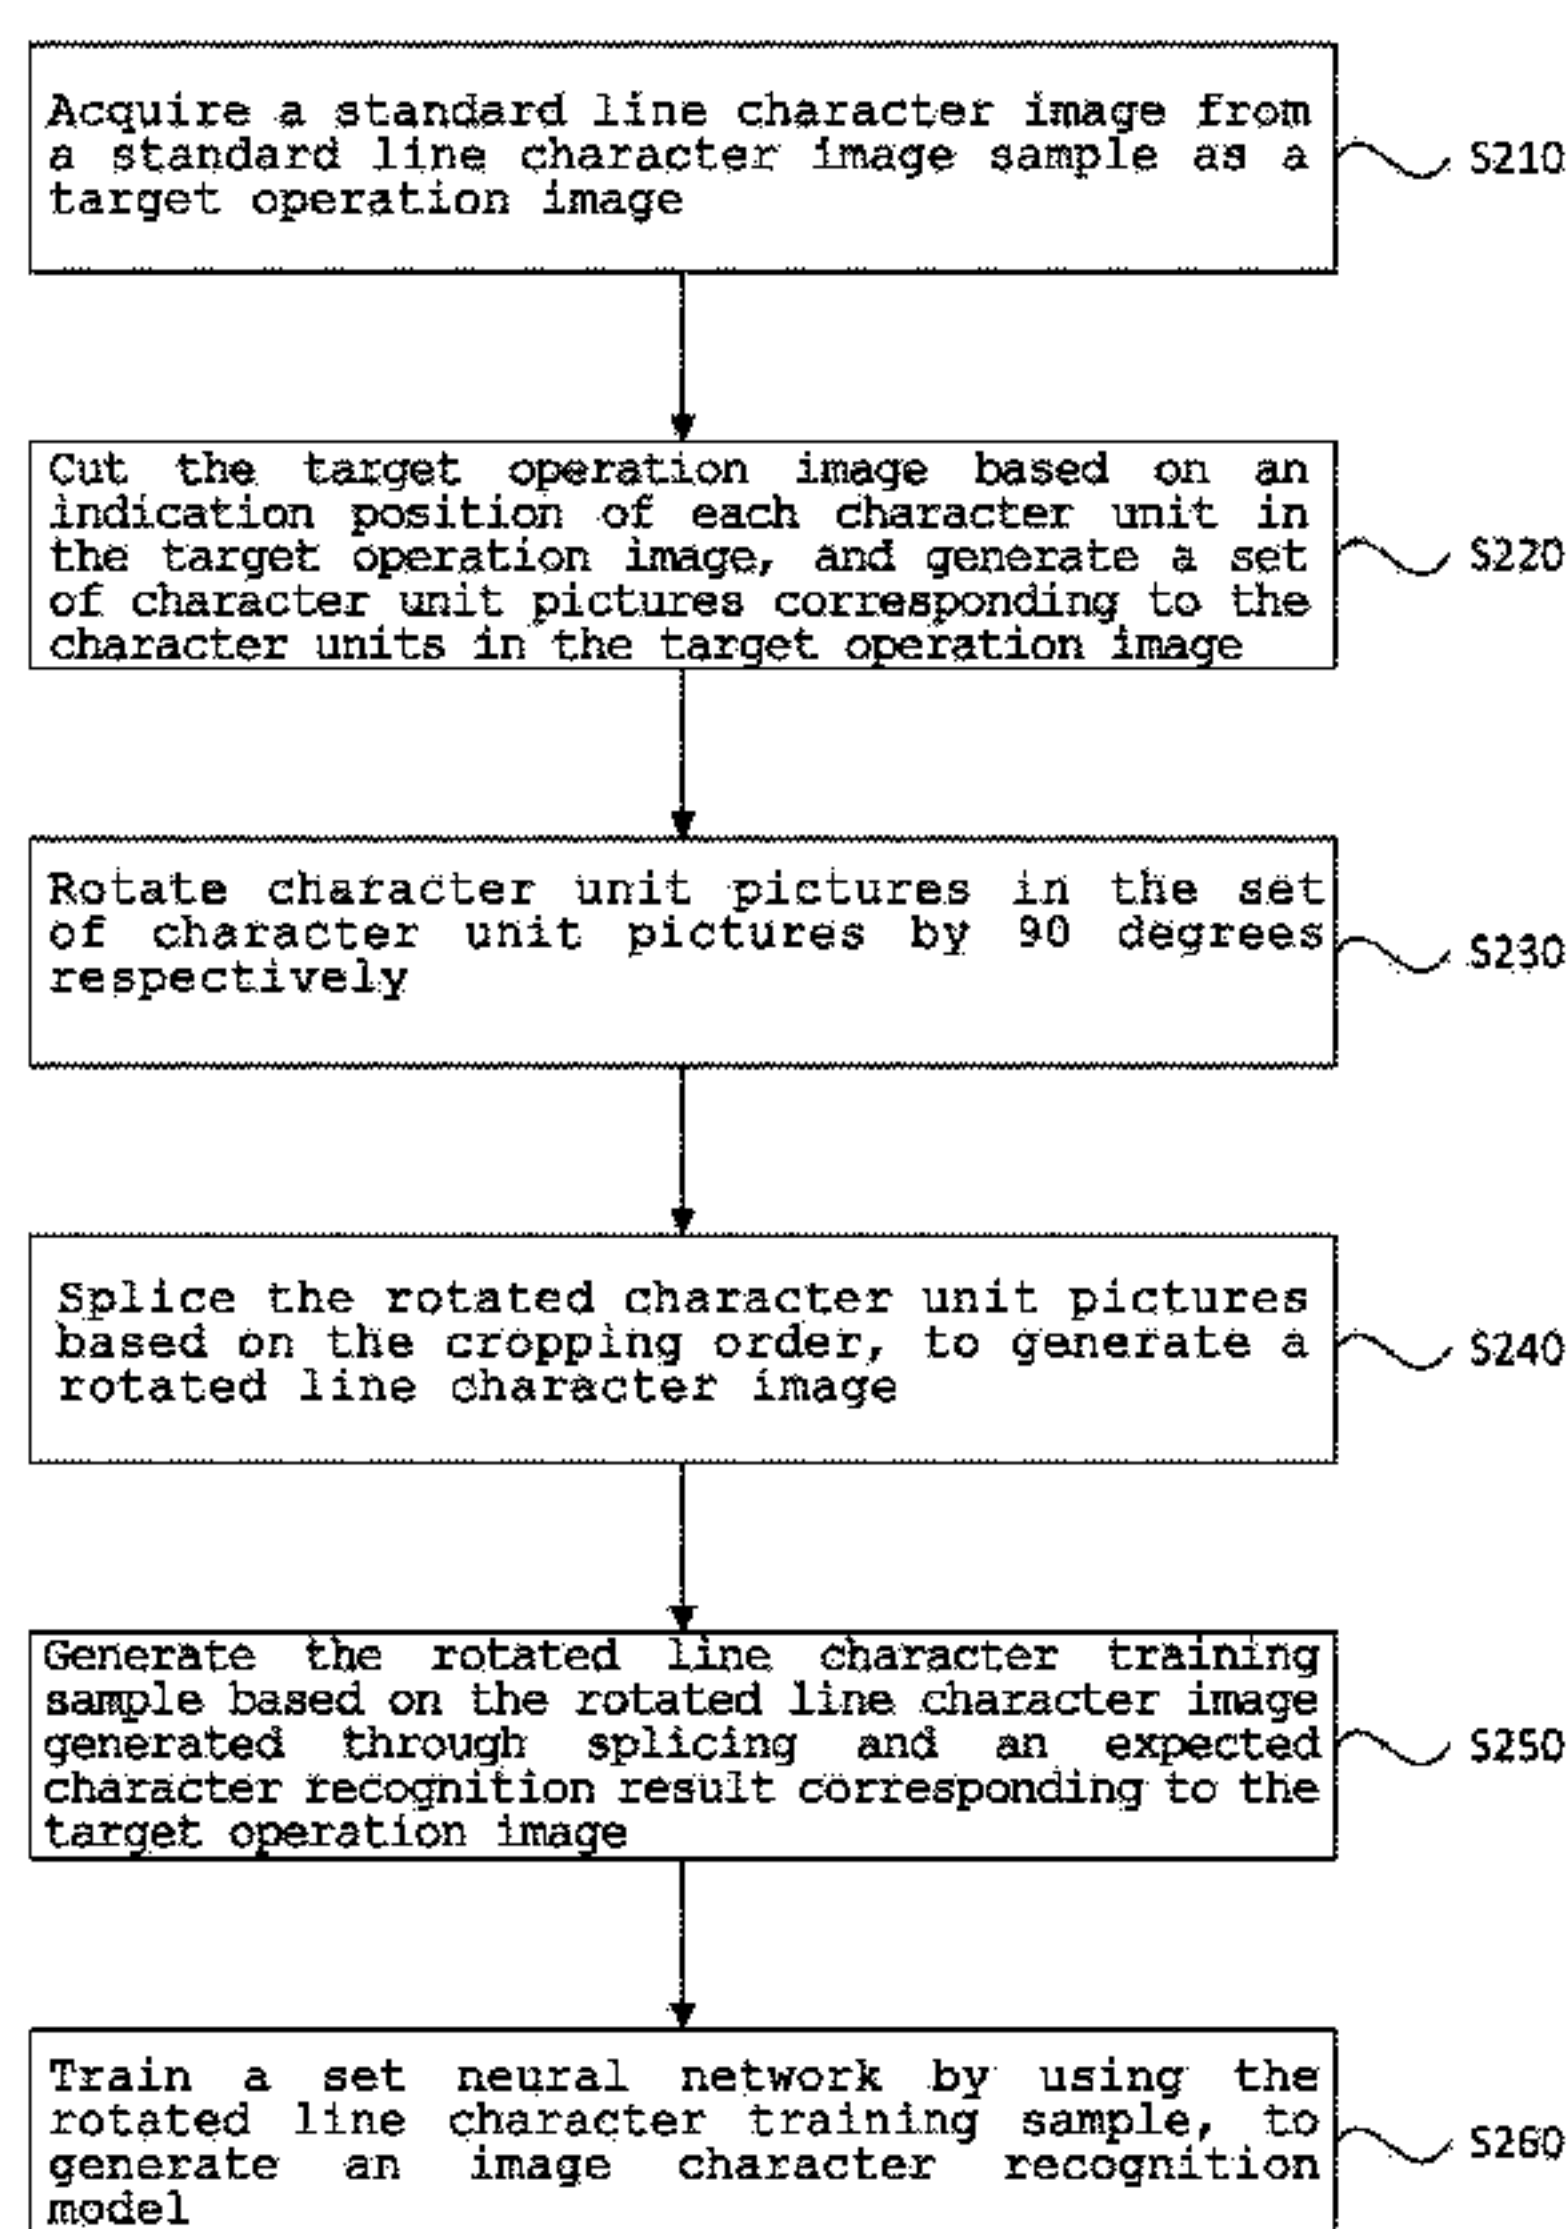 Acquire a standard line character image from
a standard line character image sample as a
target operation image
S210
Cut the target operation image based on an
indication position of each character unit in
the target operation image, and generate a set
of character unit pictures corresponding to the
character units in the target operation image
S220
Rotate character unit pictures in the set
of character unit pictures by 90 degrees
respectively
S230
Splice the rotated character unit pictures
based on the cropping order, to generate a
rotated line character image
S240
Generate the rotated line character training
sample based on the rotated line character image
generated through splicing and an expected
character recognition result corresponding to the
target operation image
S250
Train a set neural network by using the
rotated line character training sample, to
generate an image character recognition
model
S260